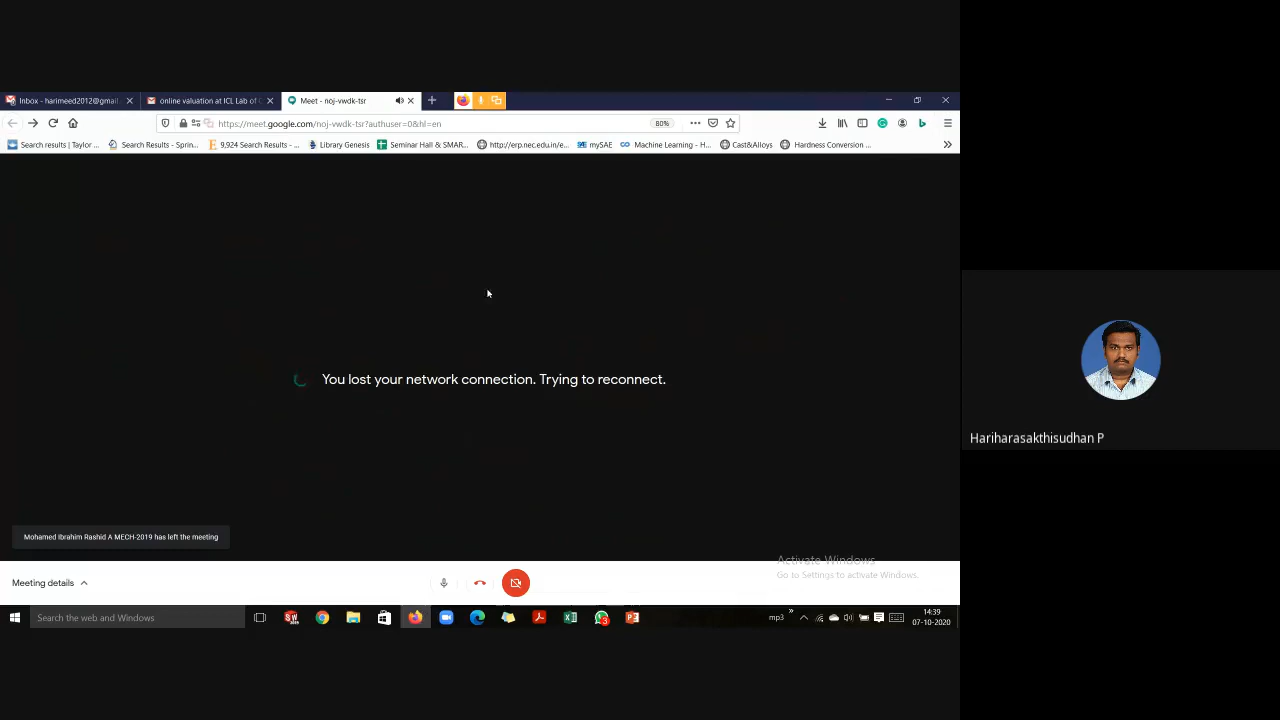 Inbox - harimeed2012@gmail
online valuation at ICL Lab of
Meet - noj-vwdk-tsr
https://meet.google.com/noj-vwdk-tsr?authuser=0&hl=en
80%
Search results | Taylor ...
Search Results - Sprin...
9,924 Search Results - ...
Library Genesis
Seminar Hall & SMAR...
http://erp.nec.edu.in/e...
mySAE
Machine Learning - H...
Cast&Alloys
Hardness Conversion ...
You lost your network connection. Trying to reconnect.
Hariharasakthisudhan P
Mohamed Ibrahim Rashid A MECH-2019 has left the meeting
Activate Windows
Go to Settings to activate Windows.
Meeting details
Search the web and Windows
3
mp3
14:39
07-10-2020